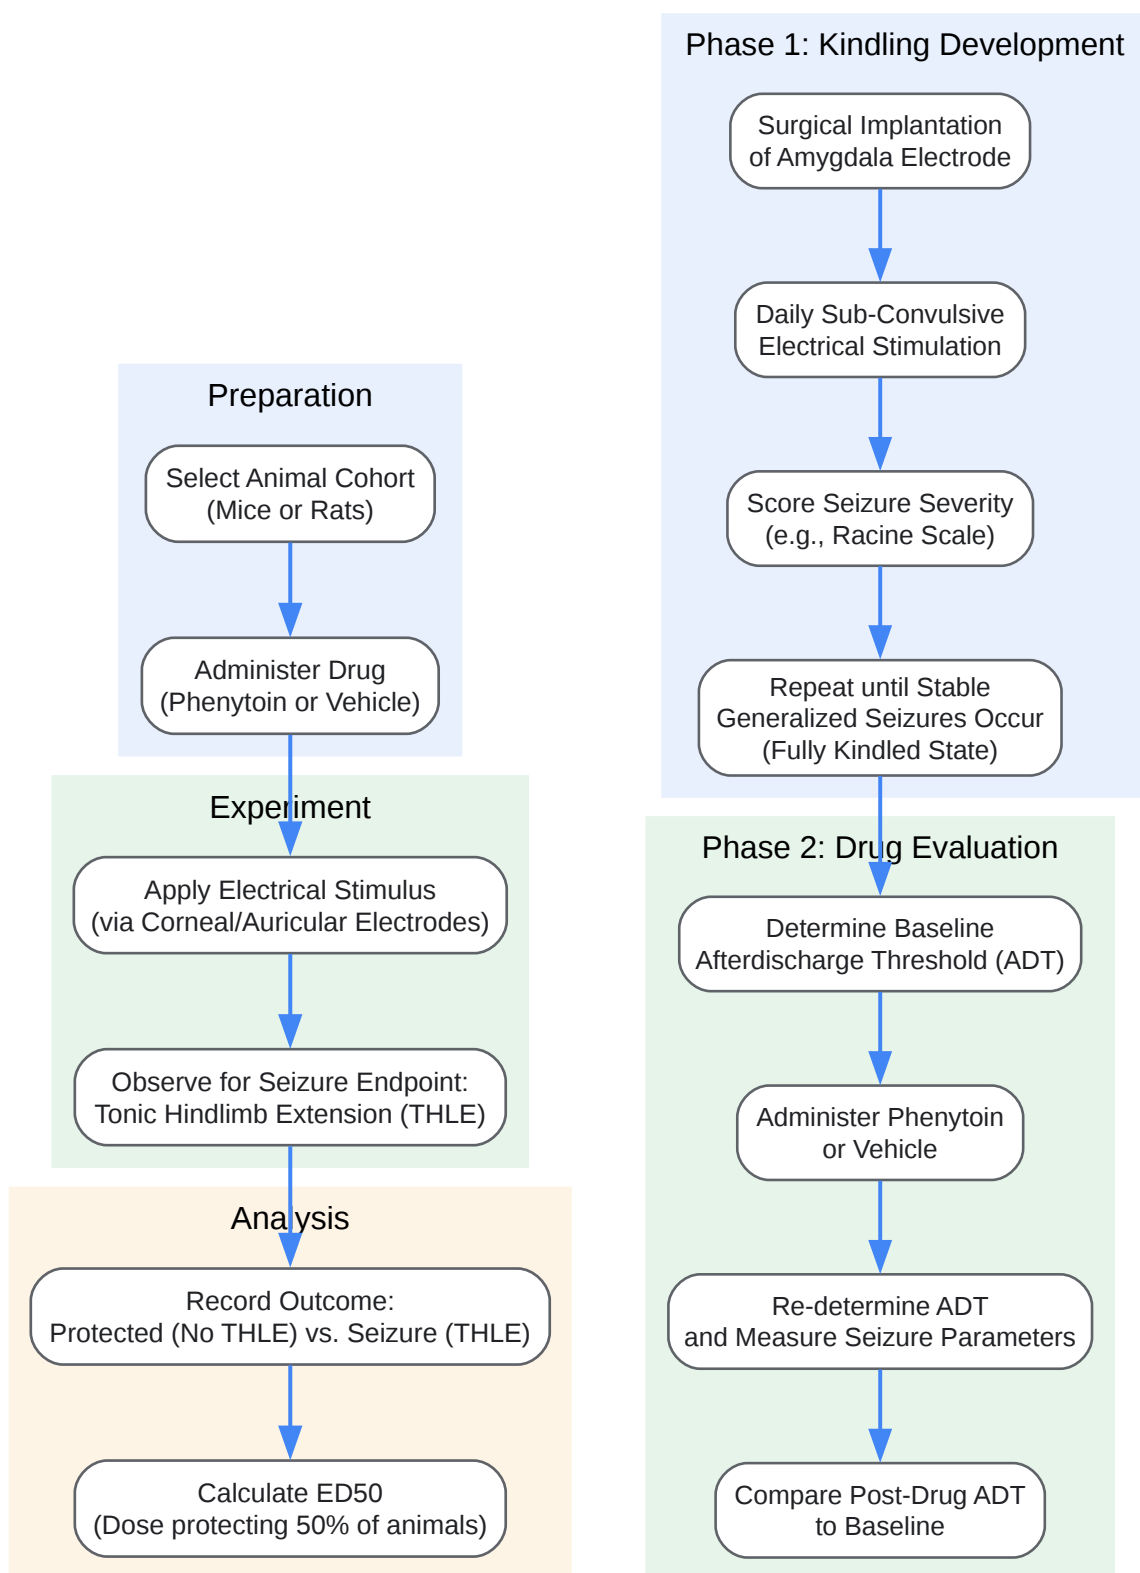 Preparation
Select Animal Cohort
(Mice or Rats)
Administer Drug
(Phenytoin or Vehicle)
Experiment
Apply Electrical Stimulus
(via Corneal/Auricular Electrodes)
Observe for Seizure Endpoint:
Tonic Hindlimb Extension (THLE)
Analysis
Record Outcome:
Protected (No THLE) vs. Seizure (THLE)
Calculate ED50
(Dose protecting 50% of animals)
Phase 1: Kindling Development
Surgical Implantation
of Amygdala Electrode
Daily Sub-Convulsive
Electrical Stimulation
Score Seizure Severity
(e.g., Racine Scale)
Repeat until Stable
Generalized Seizures Occur
(Fully Kindled State)
Phase 2: Drug Evaluation
Determine Baseline
Afterdischarge Threshold (ADT)
Administer Phenytoin
or Vehicle
Re-determine ADT
and Measure Seizure Parameters
Compare Post-Drug ADT
to Baseline